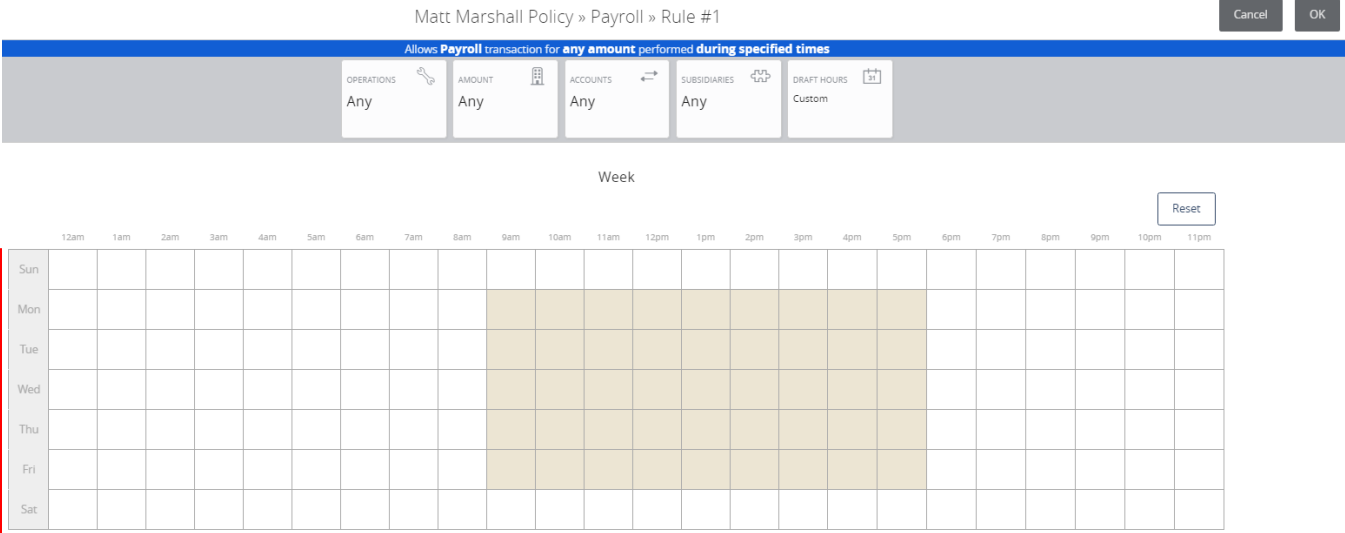 Matt Marshall Policy » Payroll » Rule #1
Cancel
OK
Allows Payroll transaction for any amount performed during specified times
OPERATIONS
Any
AMOUNT
Any
ACCOUNTS
Any
SUBSIDIARIES
Any
DRAFT HOURS
31
Custom
Week
Reset
12am 1am 2am 3am 4am 5am 6am 7am 8am 9am 10am 11am 12pm 1pm 2pm 3pm 4pm 5pm 6pm 7pm 8pm 9pm 10pm 11pm
Sun
Mon
Tue
Wed
Thu
Fri
Sat